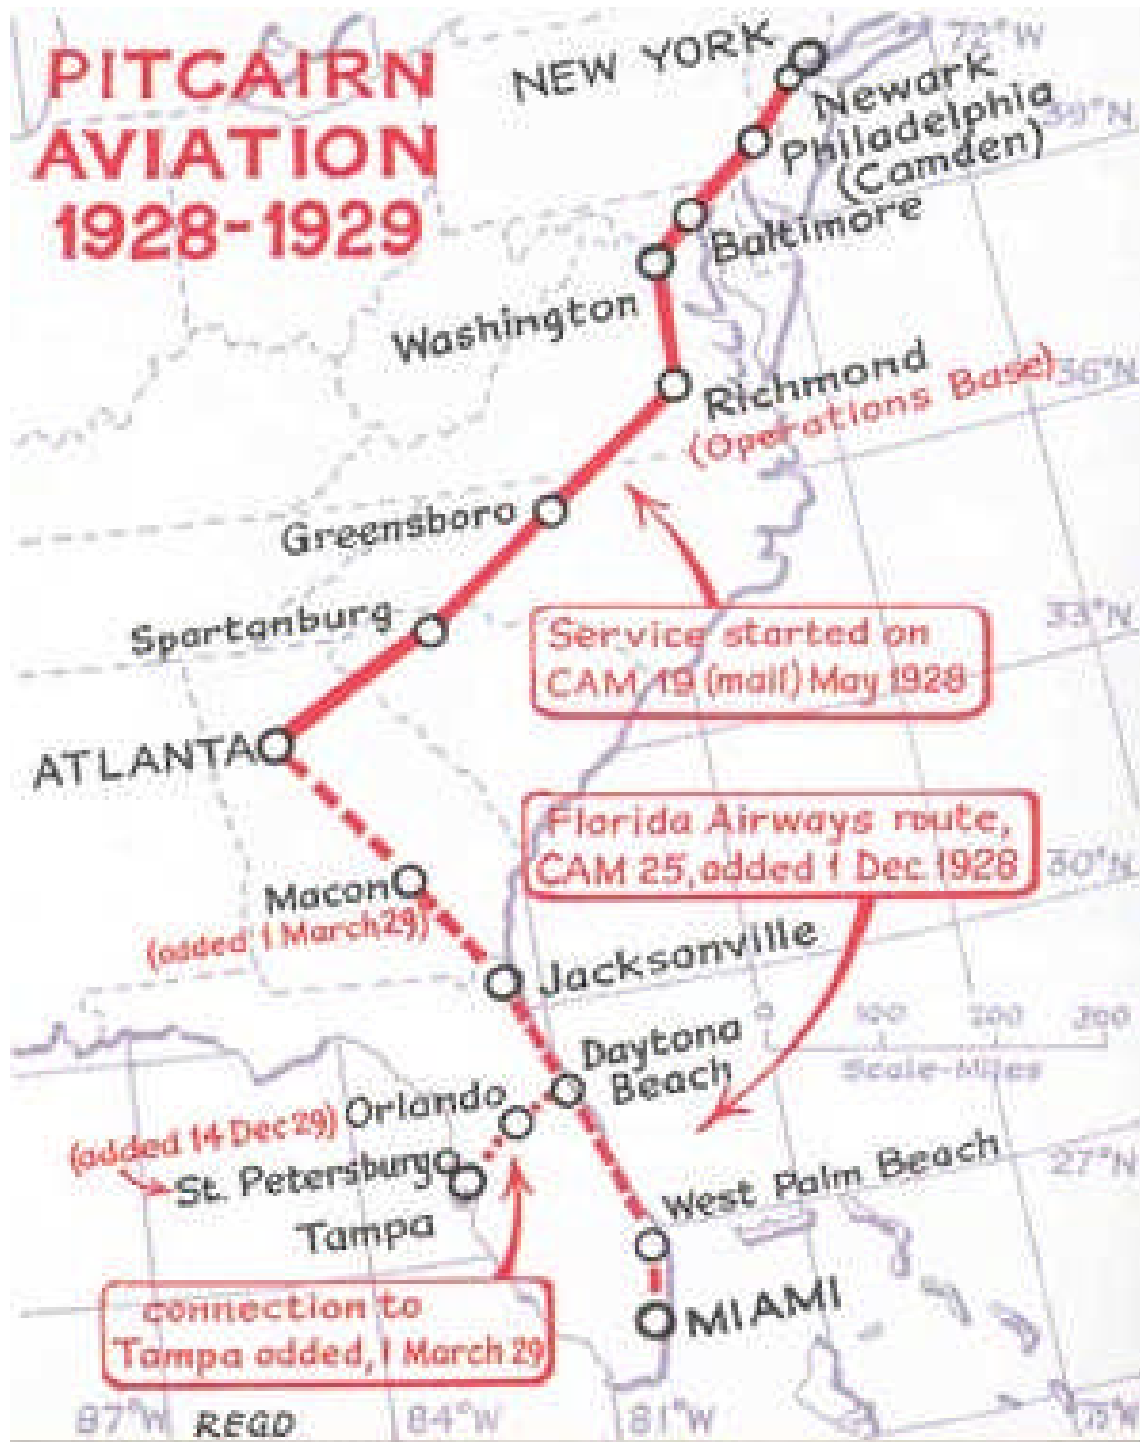 PITCAIRN
AVIATION
1928-1929
NEW YORK
72°W
Newark
39°N
Philadelphia
(Camden)
Baltimore
Washington
Richmond
36°N
(Operations Base)
Greensboro
Spartanburg
33°N
Service started on
CAM 19 (mail) May 1928
ATLANTA
Florida Airways route,
CAM 25, added 1 Dec 1928
30°N
Macon
(added 1 March 29)
Jacksonville
0 100 200 200
Scale-Miles
Daytona
Beach
Orlando
(added 14 Dec 29)
St. Petersburg
Tampa
West Palm Beach
27°N
MIAMI
connection to
Tampa added, 1 March 29
87°W
REGD
84°W
81°W